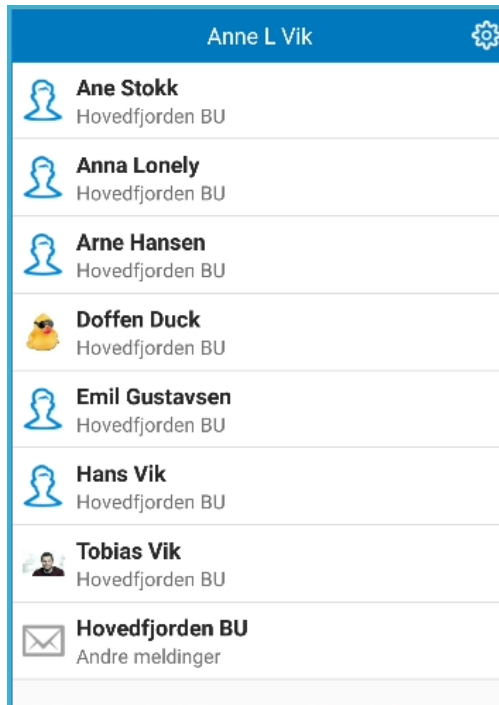 Anne L Vik
Ane Stokk
Hovedfjorden BU
Anna Lonely
Hovedfjorden BU
Arne Hansen
Hovedfjorden BU
Doffen Duck
Hovedfjorden BU
Emil Gustavsen
Hovedfjorden BU
Hans Vik
Hovedfjorden BU
Tobias Vik
Hovedfjorden BU
Hovedfjorden BU
Andre meldinger